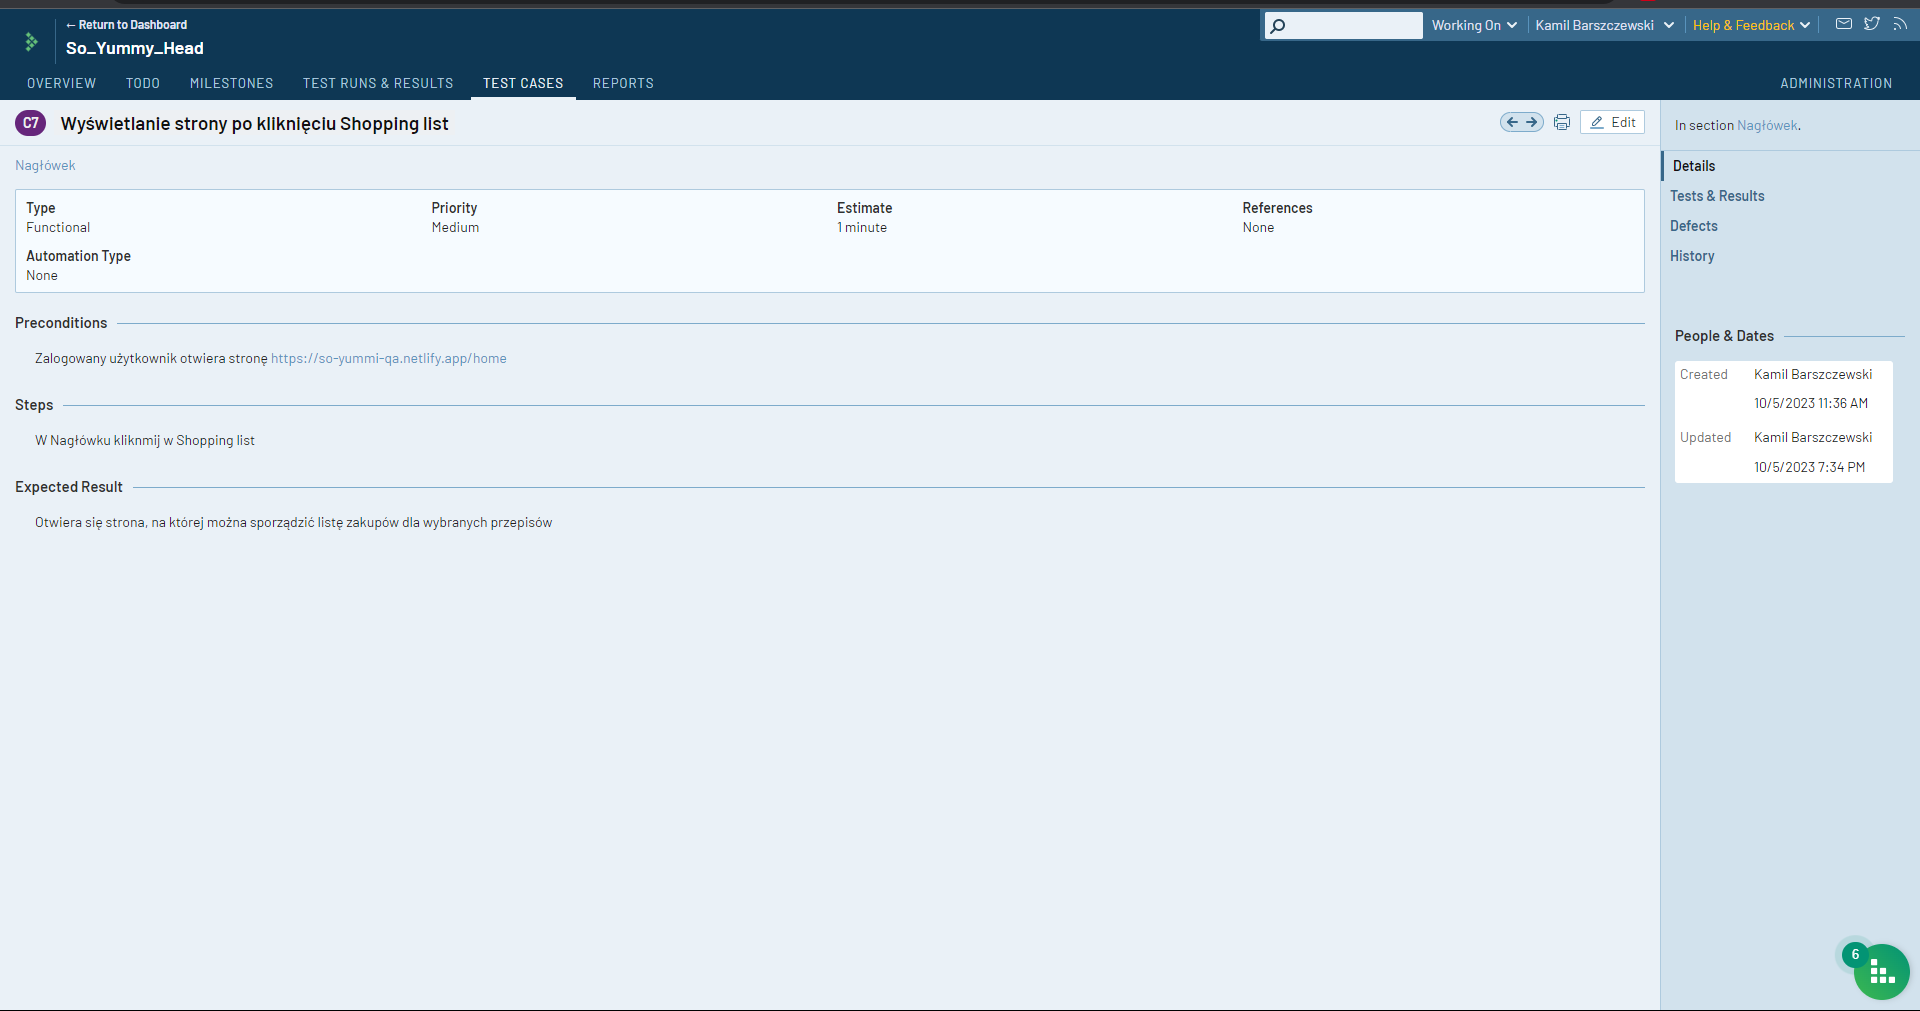 ← Return to Dashboard
So_Yummy_Head
Working On
Kamil Barszczewski
Help & Feedback
OVERVIEW
TODO
MILESTONES
TEST RUNS & RESULTS
TEST CASES
REPORTS
ADMINISTRATION
C7
Wyświetlanie strony po kliknięciu Shopping list
Edit
Nagłówek
Type
Functional
Priority
Medium
Estimate
1 minute
References
None
Automation Type
None
Preconditions
Zalogowany użytkownik otwiera stronę https://so-yummi-qa.netlify.app/home
Steps
W Nagłówku kliknmij w Shopping list
Expected Result
Otwiera się strona, na której można sporządzić listę zakupów dla wybranych przepisów
In section Nagłówek.
Details
Tests & Results
Defects
History
People & Dates
Created Kamil Barszczewski
10/5/2023 11:36 AM
Updated Kamil Barszczewski
10/5/2023 7:34 PM
6